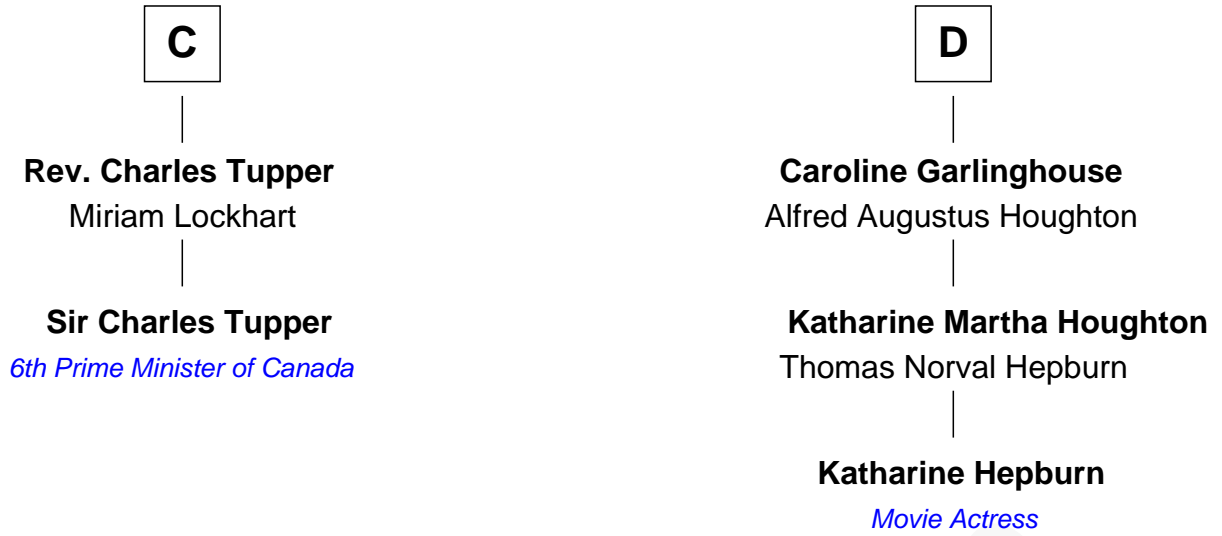 C
Rev. Charles Tupper
Miriam Lockhart
Sir Charles Tupper
6th Prime Minister of Canada
D
Caroline Garlinghouse
Alfred Augustus Houghton
Katharine Martha Houghton
Thomas Norval Hepburn
Katharine Hepburn
Movie Actress